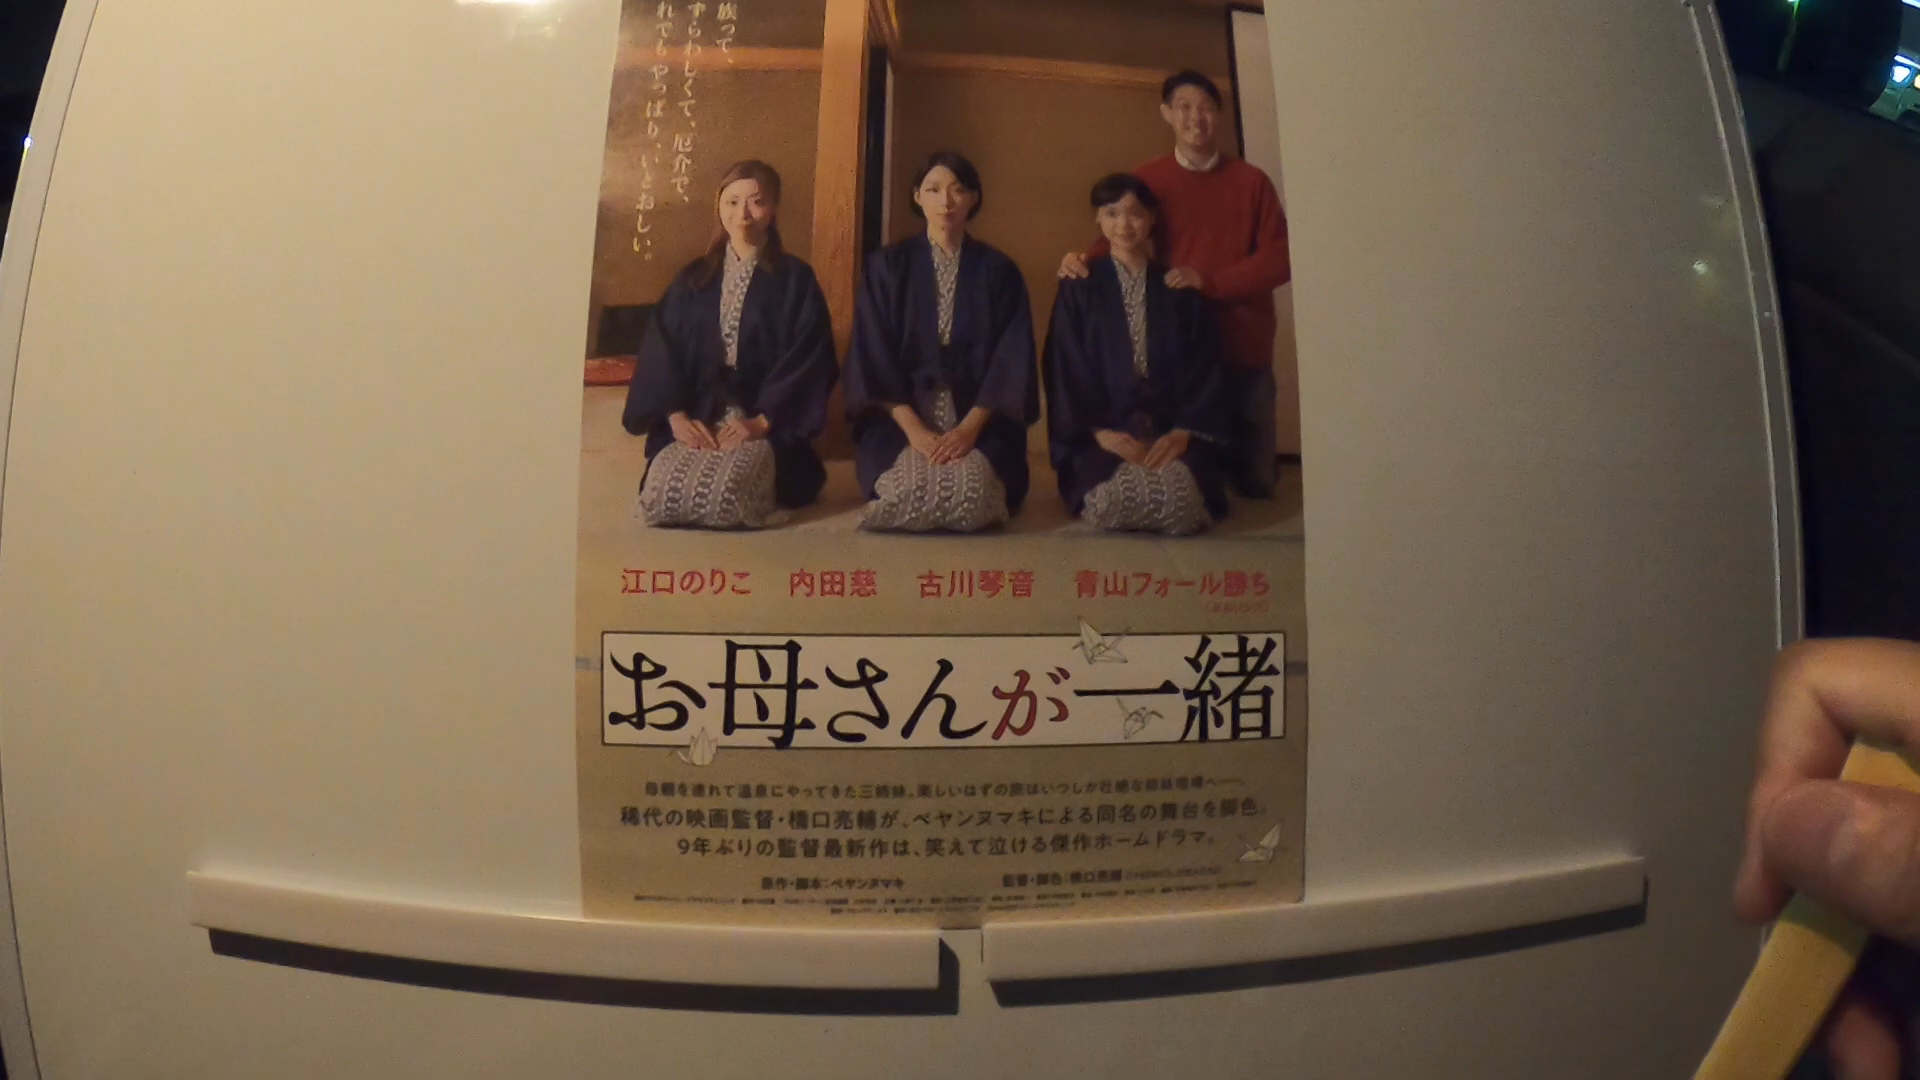 族って、
ずらわしくて、厄介で、
れでもやっぱり、いとおしい。
江口のりこ 内田慈 古川琴音 青山フォール勝ち
(ネルソンズ)
お母さんが一緒
母親を連れて温泉にやってきた三姉妹。楽しいはずの旅はいつしか壮絶な姉妹喧嘩へ——。
稀代の映画監督・橋口亮輔が、ペヤンヌマキによる同名の舞台を脚色。
9年ぶりの監督最新作は、笑えて泣ける傑作ホームドラマ。
原作・脚本：ペヤンヌマキ 監督・脚色：橋口亮輔